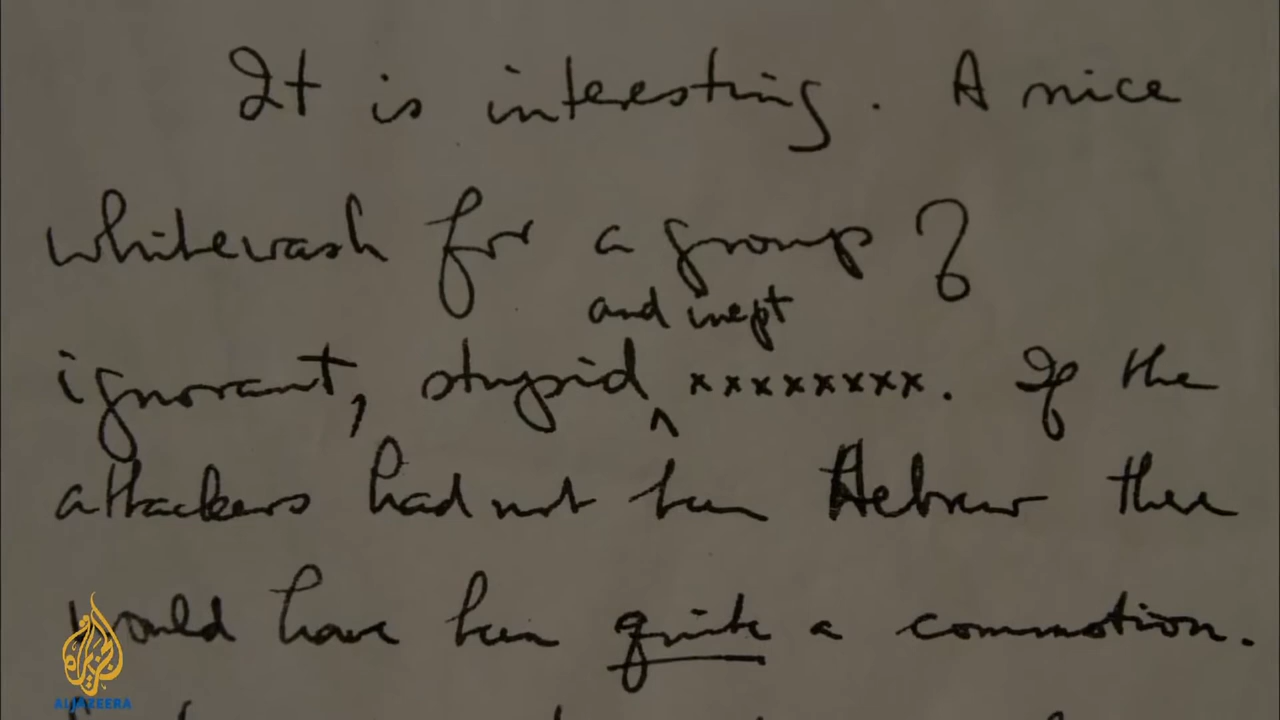 It is interesting. A nice
whitewash for a group ?
and inept
ignorant, stupid ^ xxxxxxxx. If the
attackers had not been Hebrew there
would have been quite a commotion.
ALJAZEERA